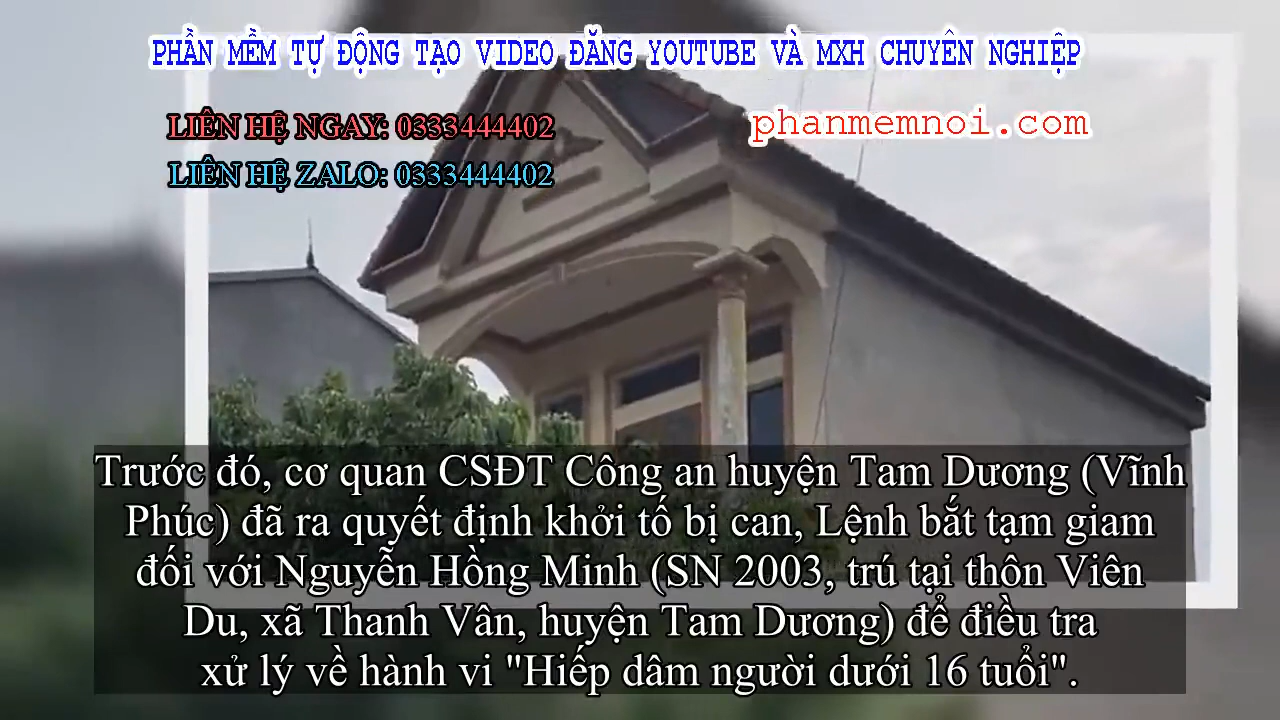 PHẦN MỀM TỰ ĐỘNG TẠO VIDEO ĐĂNG YOUTUBE VÀ MXH CHUYÊN NGHIỆP
LIÊN HỆ NGAY: 0333444402
phanmemnoi.com
LIÊN HỆ ZALO: 0333444402
Trước đó, cơ quan CSĐT Công an huyện Tam Dương (Vĩnh
Phúc) đã ra quyết định khởi tố bị can, Lệnh bắt tạm giam
đối với Nguyễn Hồng Minh (SN 2003, trú tại thôn Viên
Du, xã Thanh Vân, huyện Tam Dương) để điều tra
xử lý về hành vi "Hiếp dâm người dưới 16 tuổi".